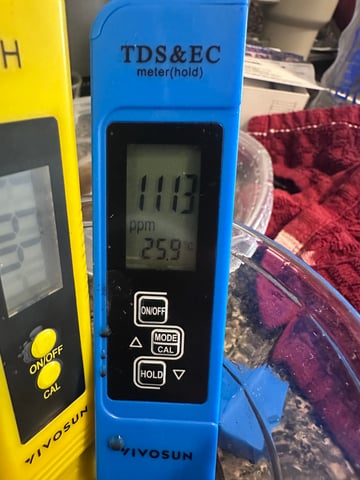 TDS&EC
meter(hold)
1113
ppm
25.9°C
ON/OFF
MODE
CAL
HOLD
VIVOSUN
H
ON/OFF
CAL
VIVOSUN